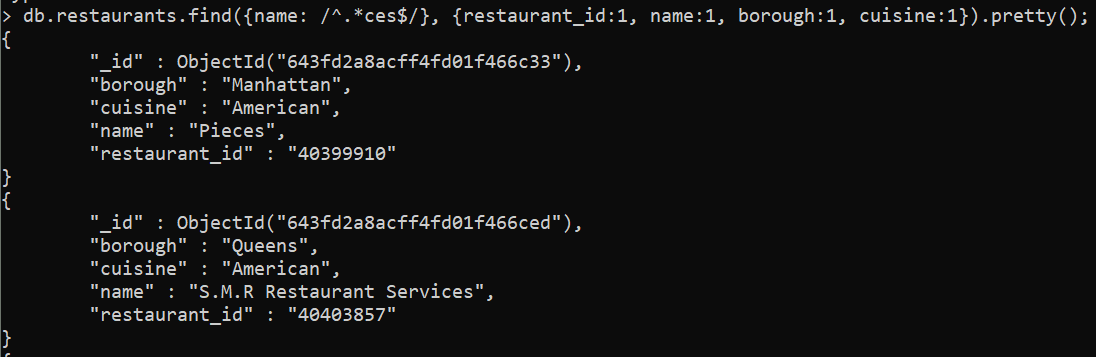 > db.restaurants.find({name: /^.*ces$/}, {restaurant_id:1, name:1, borough:1, cuisine:1}).pretty();
{
        "_id" : ObjectId("643fd2a8acff4fd01f466c33"),
        "borough" : "Manhattan",
        "cuisine" : "American",
        "name" : "Pieces",
        "restaurant_id" : "40399910"
}
{
        "_id" : ObjectId("643fd2a8acff4fd01f466ced"),
        "borough" : "Queens",
        "cuisine" : "American",
        "name" : "S.M.R Restaurant Services",
        "restaurant_id" : "40403857"
}